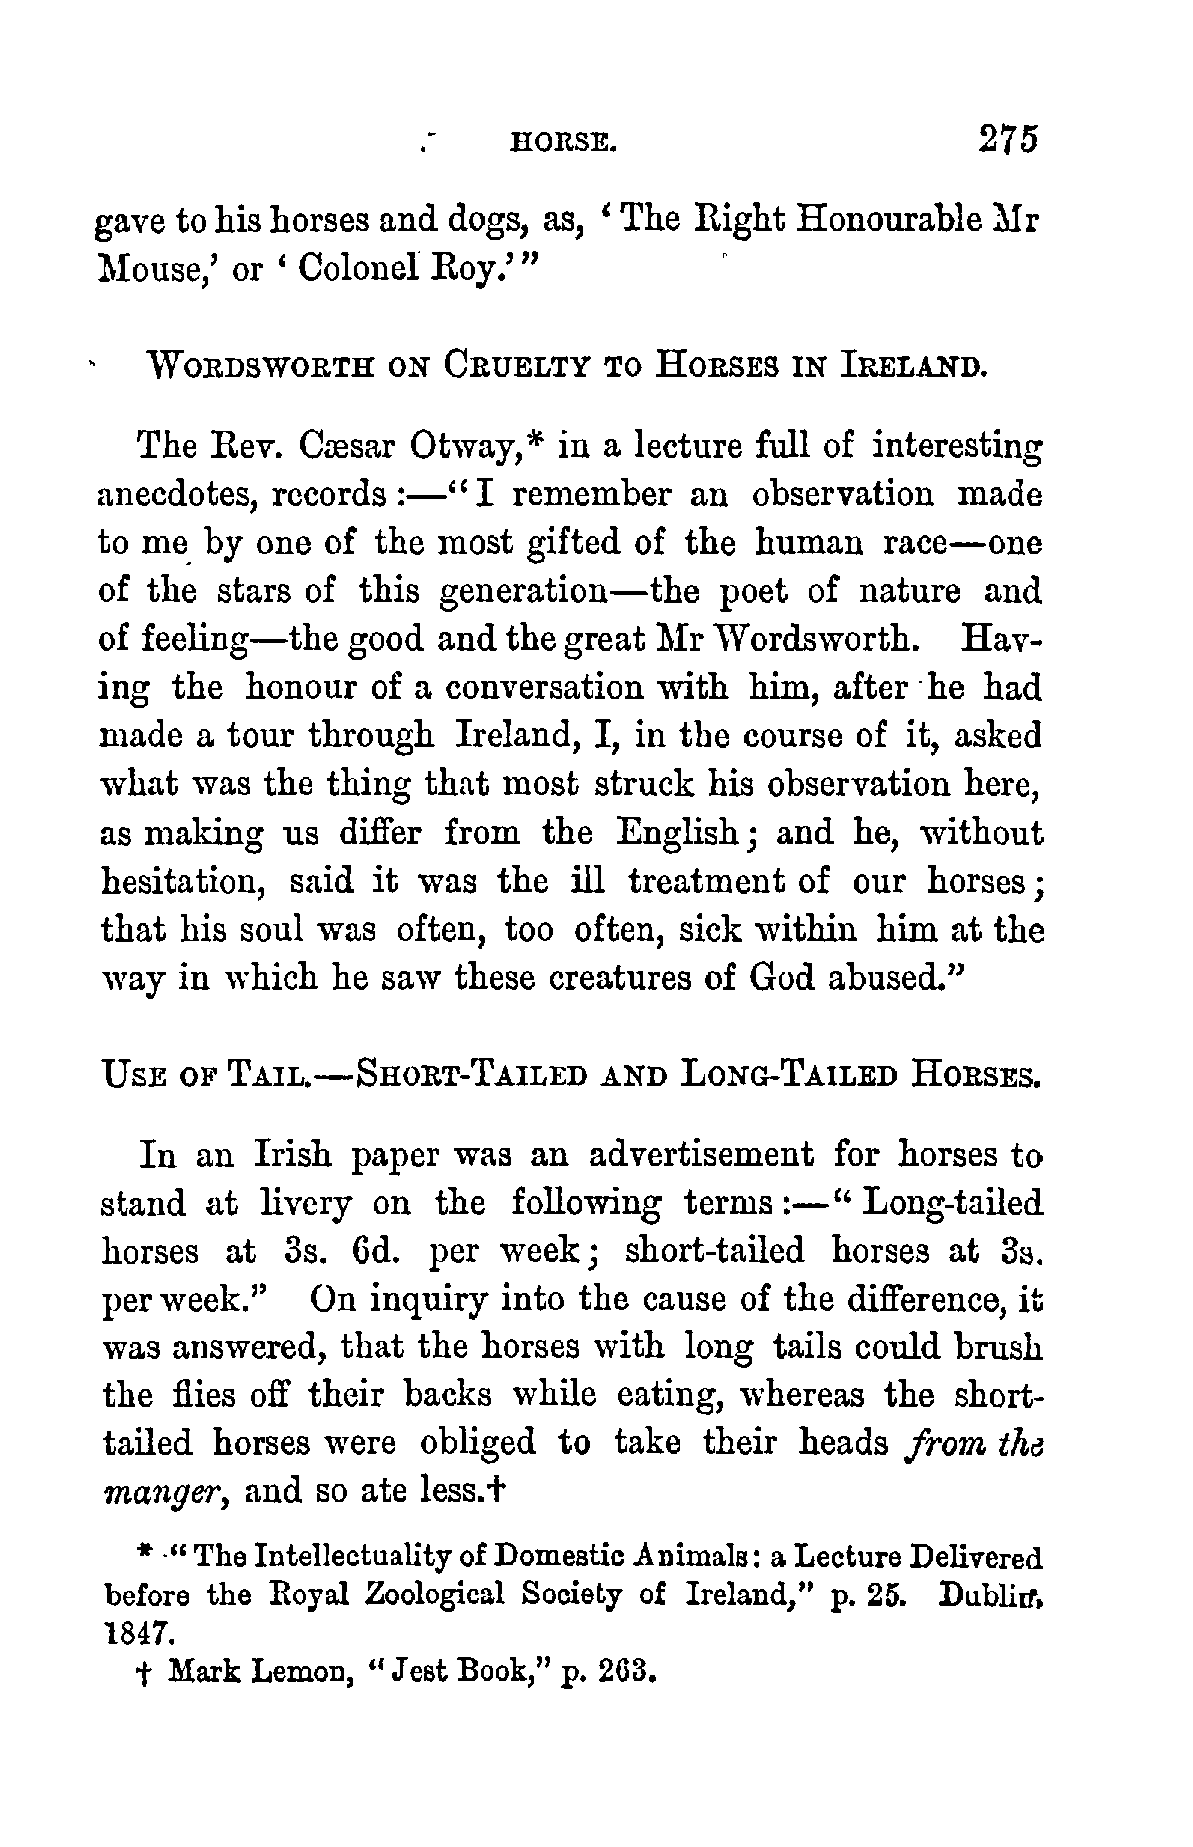 HORSE. 275
gave to his horses and dogs, as, ‘ The Right Honourable Mr
Mouse,’ or ‘ Colonel Roy.’ ”
WORDSWORTH ON CRUELTY TO HORSES IN IRELAND.
The Rev. Cæsar Otway,* in a lecture full of interesting
anecdotes, records :—“ I remember an observation made
to me by one of the most gifted of the human race—one
of the stars of this generation—the poet of nature and
of feeling—the good and the great Mr Wordsworth. Hav-
ing the honour of a conversation with him, after he had
made a tour through Ireland, I, in the course of it, asked
what was the thing that most struck his observation here,
as making us differ from the English ; and he, without
hesitation, said it was the ill treatment of our horses ;
that his soul was often, too often, sick within him at the
way in which he saw these creatures of God abused.”
USE OF TAIL.—SHORT-TAILED AND LONG-TAILED HORSES.
In an Irish paper was an advertisement for horses to
stand at livery on the following terms :—“ Long-tailed
horses at 3s. 6d. per week ; short-tailed horses at 3s.
per week.” On inquiry into the cause of the difference, it
was answered, that the horses with long tails could brush
the flies off their backs while eating, whereas the short-
tailed horses were obliged to take their heads from the
manger, and so ate less.†
* “ The Intellectuality of Domestic Animals : a Lecture Delivered
before the Royal Zoological Society of Ireland,” p. 25. Dublin,
1847.
† Mark Lemon, “ Jest Book,” p. 263.